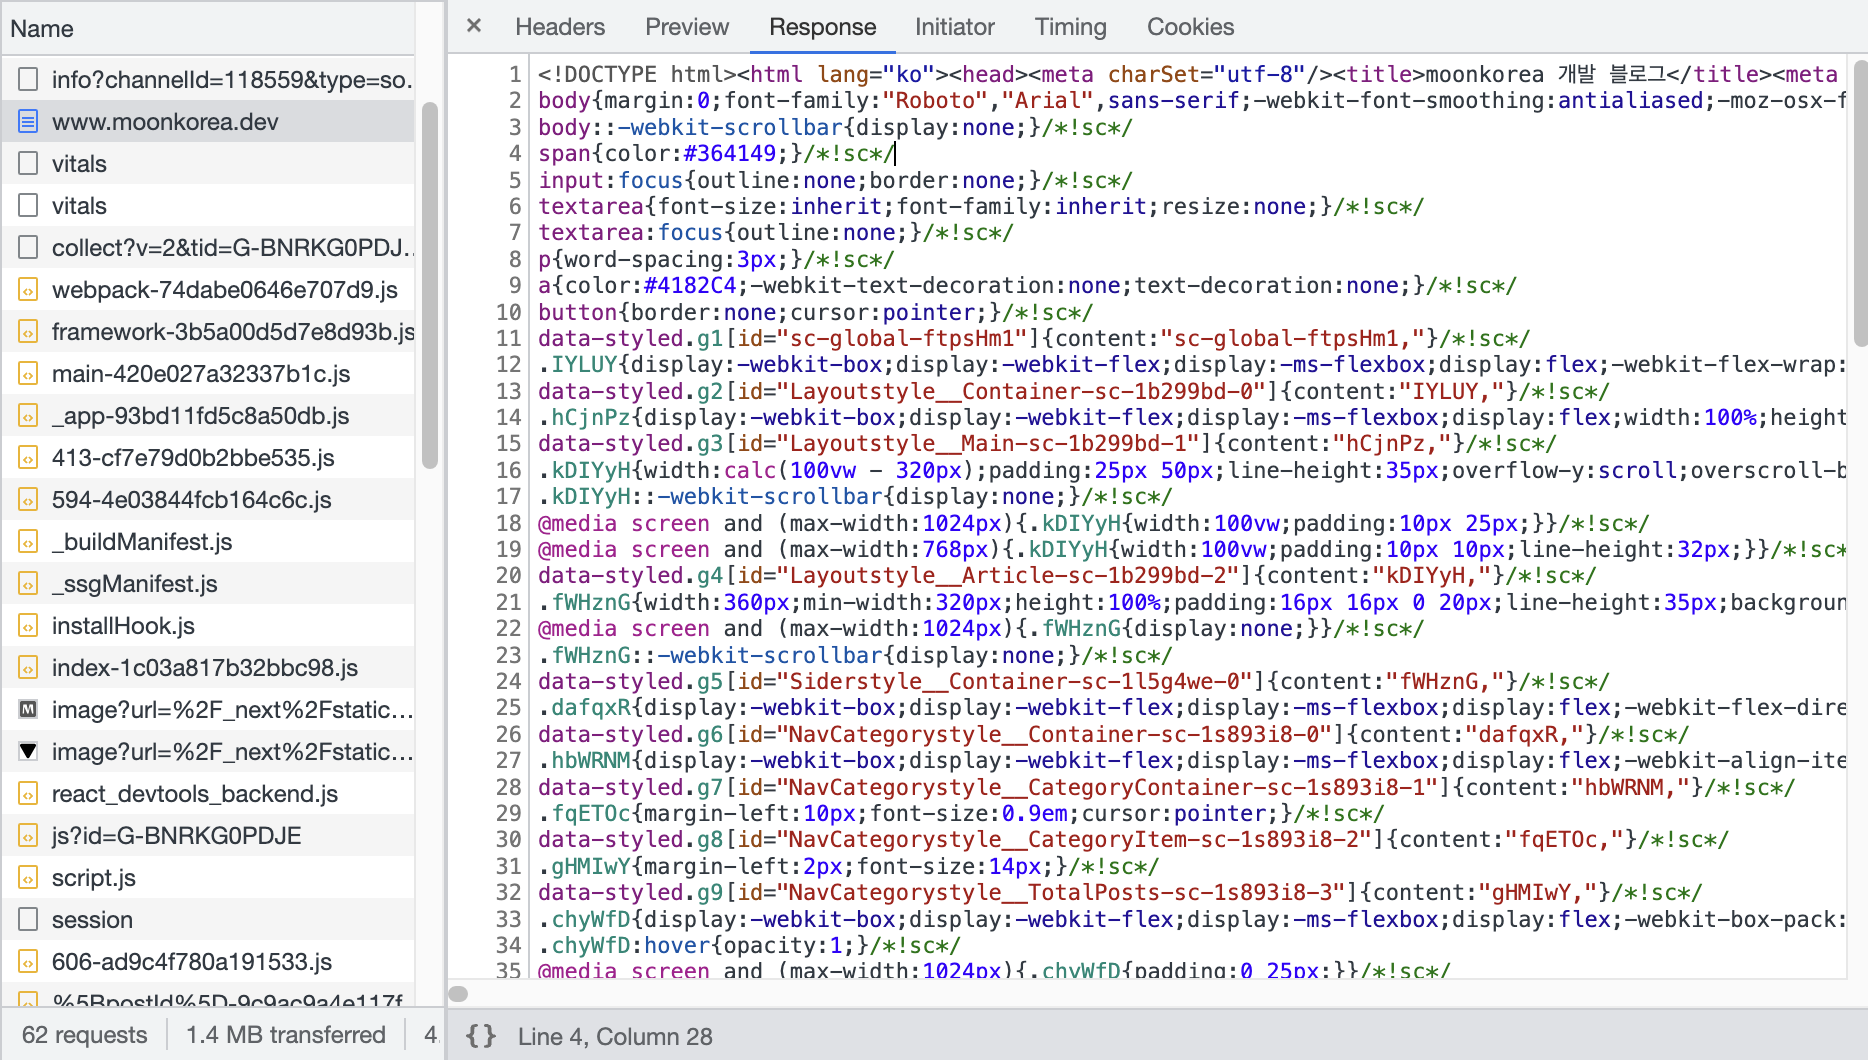 Name
info?channelId=118559&type=so.
www.moonkorea.dev
vitals
vitals
collect?v=2&tid=G-BNRKG0PDJ..
webpack-74dabe0646e707d9.js
framework-3b5a00d5d7e8d93b.js
main-420e027a32337b1c.js
_app-93bd11fd5c8a50db.js
413-cf7e79d0b2bbe535.js
594-4e03844fcb164c6c.js
_buildManifest.js
_ssgManifest.js
installHook.js
index-1c03a817b32bbc98.js
image?url=%2F_next%2Fstatic...
image?url=%2F_next%2Fstatic...
react_devtools_backend.js
js?id=G-BNRKG0PDJE
script.js
session
606-ad9c4f780a191533.js
%5BpostId%5D-9c9ac9a4e117f
62 requests
1.4 MB transferred
4.
× Headers Preview Response Initiator Timing Cookies
1 <!DOCTYPE html><html lang="ko"><head><meta charSet="utf-8"/><title>moonkorea 개발 블로그</title><meta
2 body{margin:0;font-family:"Roboto","Arial",sans-serif;-webkit-font-smoothing:antialiased;-moz-osx-f
3 body::-webkit-scrollbar{display:none;}/*!sc*/
4 span{color:#364149;}/*!sc*/
5 input:focus{outline:none;border:none;}/*!sc*/
6 textarea{font-size:inherit;font-family:inherit;resize:none;}/*!sc*/
7 textarea:focus{outline:none;}/*!sc*/
8 p{word-spacing:3px;}/*!sc*/
9 a{color:#4182C4;-webkit-text-decoration:none;text-decoration:none;}/*!sc*/
10 button{border:none;cursor:pointer;}/*!sc*/
11 data-styled.g1[id="sc-global-ftpsHm1"]{content:"sc-global-ftpsHm1,"}/*!sc*/
12 .IYLUY{display:-webkit-box;display:-webkit-flex;display:-ms-flexbox;display:flex;-webkit-flex-wrap:
13 data-styled.g2[id="Layoutstyle__Container-sc-1b299bd-0"]{content:"IYLUY,"}/*!sc*/
14 .hCjnPz{display:-webkit-box;display:-webkit-flex;display:-ms-flexbox;display:flex;width:100%;height
15 data-styled.g3[id="Layoutstyle__Main-sc-1b299bd-1"]{content:"hCjnPz,"}/*!sc*/
16 .kDIYyH{width:calc(100vw - 320px);padding:25px 50px;line-height:35px;overflow-y:scroll;overscroll-b
17 .kDIYyH::-webkit-scrollbar{display:none;}/*!sc*/
18 @media screen and (max-width:1024px){.kDIYyH{width:100vw;padding:10px 25px;}}/*!sc*/
19 @media screen and (max-width:768px){.kDIYyH{width:100vw;padding:10px 10px;line-height:32px;}}/*!sc*
20 data-styled.g4[id="Layoutstyle__Article-sc-1b299bd-2"]{content:"kDIYyH,"}/*!sc*/
21 .fWHznG{width:360px;min-width:320px;height:100%;padding:16px 16px 0 20px;line-height:35px;backgroun
22 @media screen and (max-width:1024px){.fWHznG{display:none;}}/*!sc*/
23 .fWHznG::-webkit-scrollbar{display:none;}/*!sc*/
24 data-styled.g5[id="Siderstyle__Container-sc-1l5g4we-0"]{content:"fWHznG,"}/*!sc*/
25 .dafqxR{display:-webkit-box;display:-webkit-flex;display:-ms-flexbox;display:flex;-webkit-flex-dire
26 data-styled.g6[id="NavCategorystyle__Container-sc-1s893i8-0"]{content:"dafqxR,"}/*!sc*/
27 .hbWRNM{display:-webkit-box;display:-webkit-flex;display:-ms-flexbox;display:flex;-webkit-align-ite
28 data-styled.g7[id="NavCategorystyle__CategoryContainer-sc-1s893i8-1"]{content:"hbWRNM,"}/*!sc*/
29 .fqETOc{margin-left:10px;font-size:0.9em;cursor:pointer;}/*!sc*/
30 data-styled.g8[id="NavCategorystyle__CategoryItem-sc-1s893i8-2"]{content:"fqETOc,"}/*!sc*/
31 .gHMIwY{margin-left:2px;font-size:14px;}/*!sc*/
32 data-styled.g9[id="NavCategorystyle__TotalPosts-sc-1s893i8-3"]{content:"gHMIwY,"}/*!sc*/
33 .chyWfD{display:-webkit-box;display:-webkit-flex;display:-ms-flexbox;display:flex;-webkit-box-pack:
34 .chyWfD:hover{opacity:1;}/*!sc*/
35 @media screen and (max-width:1024px){.chyWfD{padding:0 25px;}}/*!sc*/
{} Line 4, Column 28